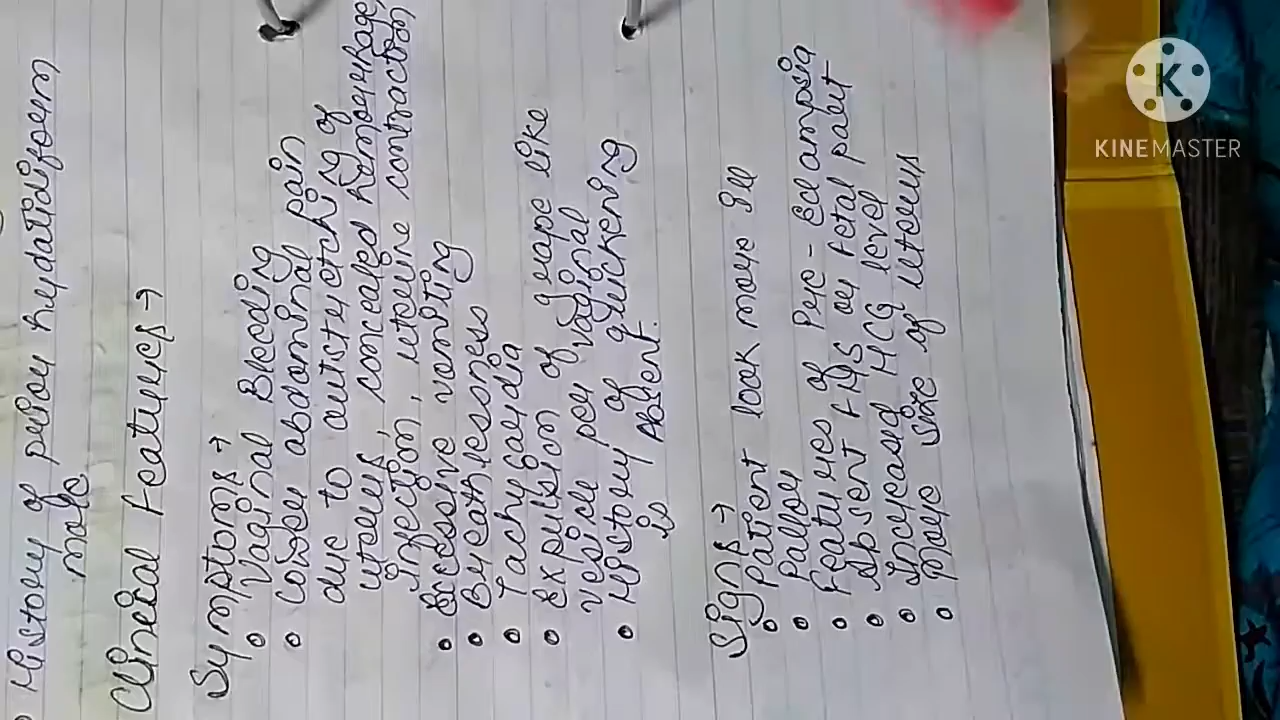 • History of prior hydatidiform
mole
Clinical Features →
Symptoms →
• Vaginal Bleeding
• Lower abdominal pain
due to overstretching of
uterus, concealed hemorrhage,
infection, uterine contraction
• Excessive vomiting
• Breathlessness
• Tachycardia
• Expulsion of grape like
vesicle per vaginal
• History of quickening
is Absent.
Signs →
• Patient look more ill
• Pallor
• Features of Pre-Eclampsia
• Absent FHS or fetal part
• Increased HCG level
• More size of uterus
K
KINEMASTER